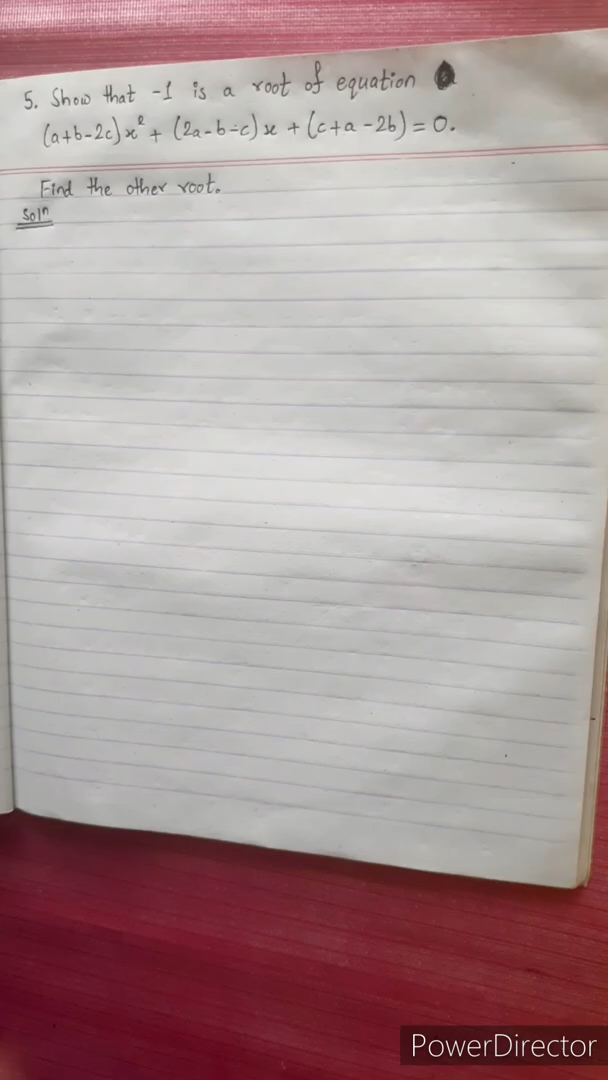 5. Show that -1 is a root of equation
(a+b-2c)x² + (2a-b-c)x + (c+a-2b) = 0.
Find the other root.
Solⁿ
PowerDirector